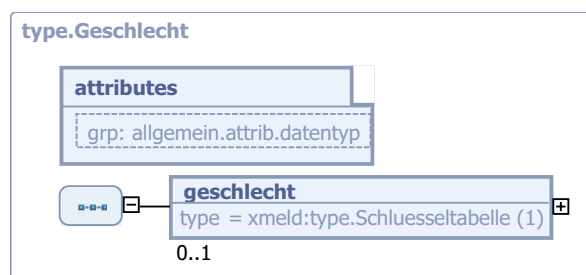 type.Geschlecht
attributes
grp: allgemein.attrib.datentyp
geschlecht
type = xmeld:type.Schluesseltabelle (1)
0..1